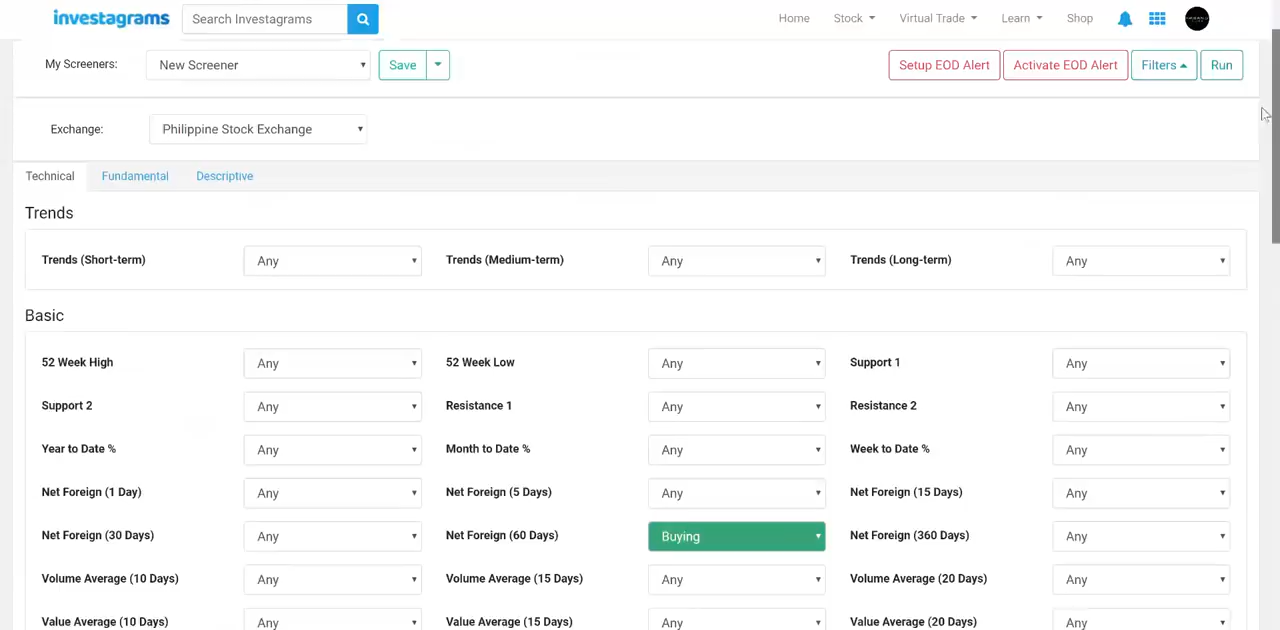 investagrams Search Investagrams Home Stock Virtual Trade Learn Shop
My Screeners: New Screener Save Setup EOD Alert Activate EOD Alert Filters Run
Exchange: Philippine Stock Exchange
Technical Fundamental Descriptive
Trends
Trends (Short-term) Any Trends (Medium-term) Any Trends (Long-term) Any
Basic
52 Week High Any 52 Week Low Any Support 1 Any
Support 2 Any Resistance 1 Any Resistance 2 Any
Year to Date % Any Month to Date % Any Week to Date % Any
Net Foreign (1 Day) Any Net Foreign (5 Days) Any Net Foreign (15 Days) Any
Net Foreign (30 Days) Any Net Foreign (60 Days) Buying Net Foreign (360 Days) Any
Volume Average (10 Days) Any Volume Average (15 Days) Any Volume Average (20 Days) Any
Value Average (10 Days) Any Value Average (15 Days) Any Value Average (20 Days) Any